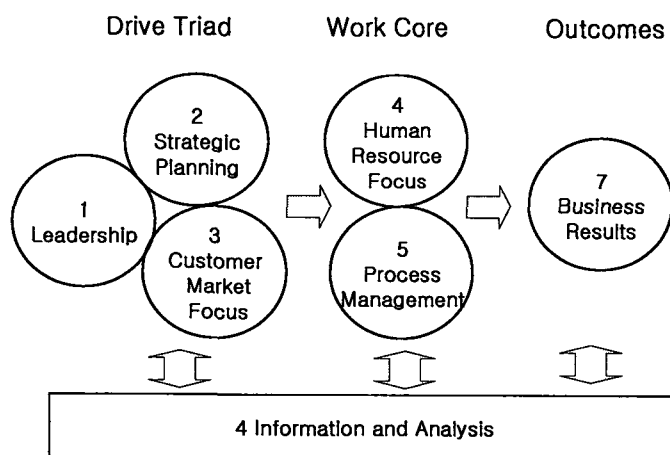 Drive Triad
Work Core
Outcomes
1
Leadership
2
Strategic
Planning
3
Customer
Market
Focus
4
Human
Resource
Focus
5
Process
Management
7
Business
Results
4 Information and Analysis